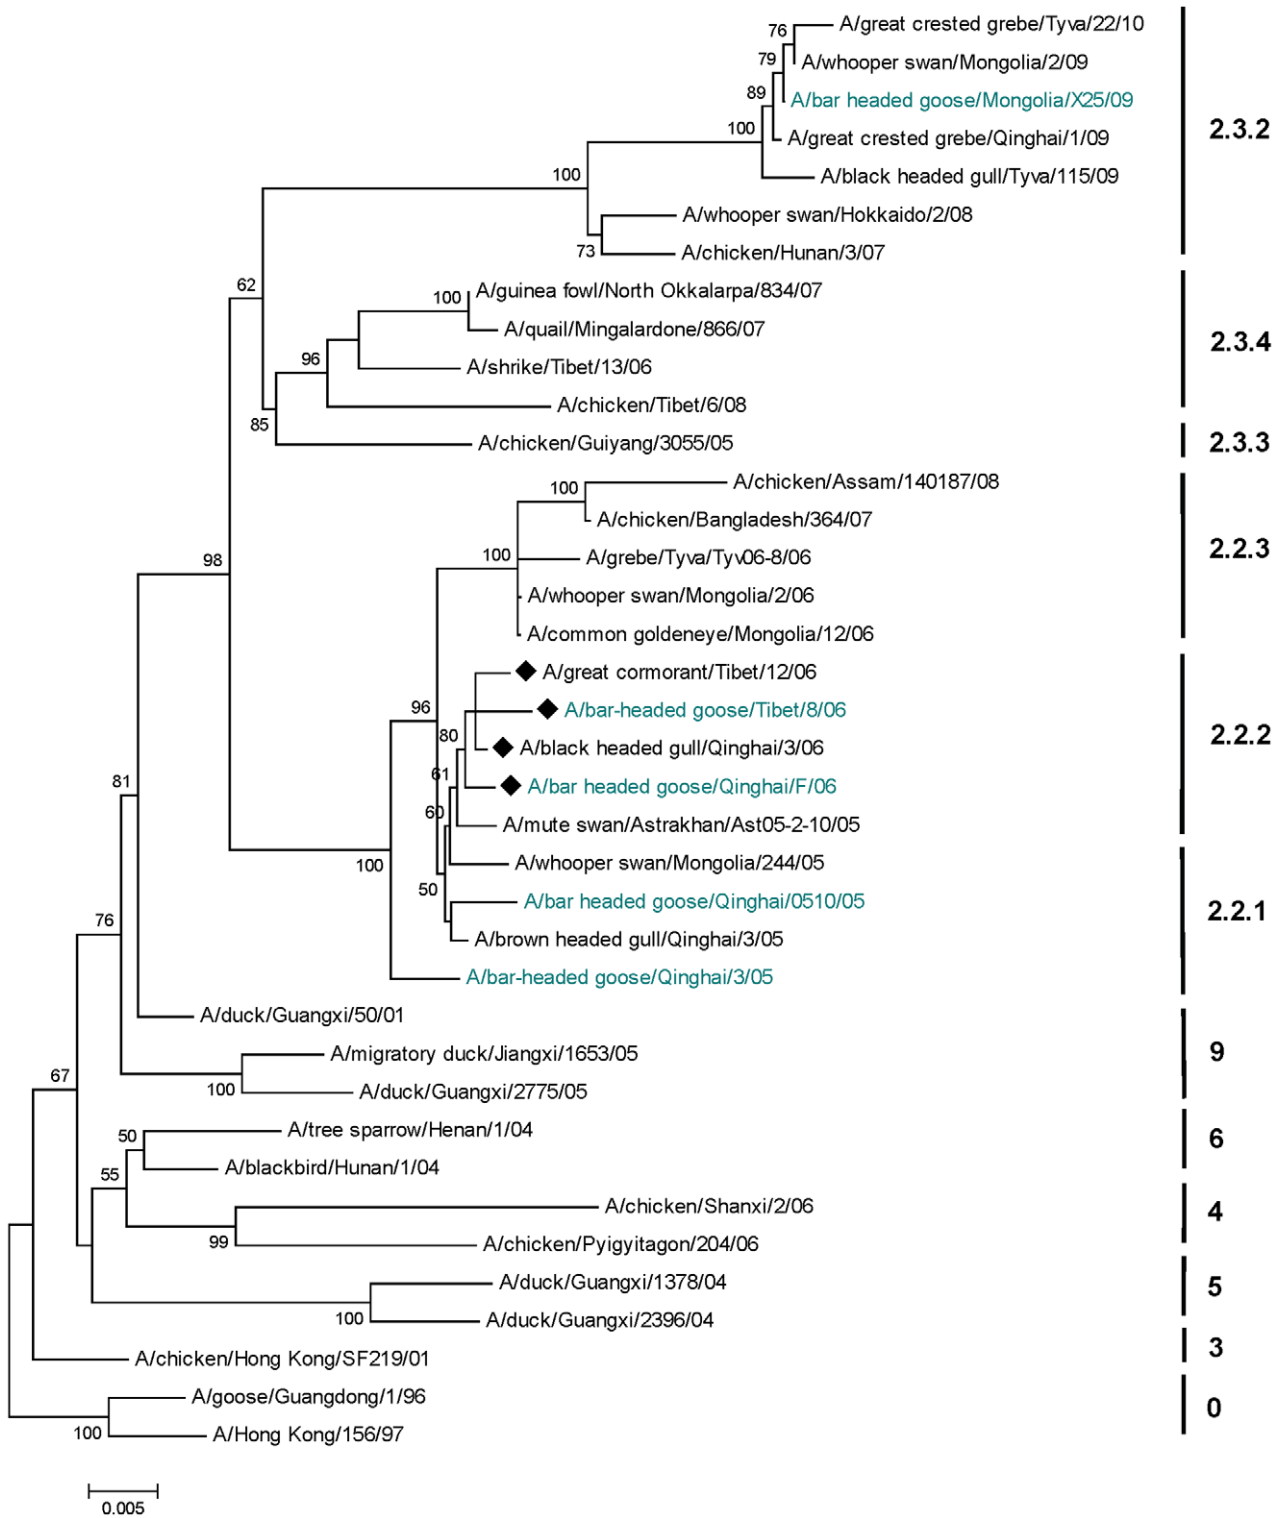 A/great crested grebe/Tyva/22/10
76
A/whooper swan/Mongolia/2/09
79
A/bar headed goose/Mongolia/X25/09
89
2.3.2
100
A/great crested grebe/Qinghai/1/09
A/black headed gull/Tyva/115/09
100
A/whooper swan/Hokkaido/2/08
73
A/chicken/Hunan/3/07
62
A/guinea fowl/North Okkalarpa/834/07
100
A/quail/Mingalardone/866/07
2.3.4
96
A/shrike/Tibet/13/06
A/chicken/Tibet/6/08
85
A/chicken/Guiyang/3055/05
2.3.3
A/chicken/Assam/140187/08
100
A/chicken/Bangladesh/364/07
2.2.3
98
100
A/grebe/Tyva/Tyv06-8/06
A/whooper swan/Mongolia/2/06
A/common goldeneye/Mongolia/12/06
A/great cormorant/Tibet/12/06
96
A/bar-headed goose/Tibet/8/06
80
2.2.2
A/black headed gull/Qinghai/3/06
61
A/bar headed goose/Qinghai/F/06
81
60
A/mute swan/Astrakhan/Ast05-2-10/05
100
A/whooper swan/Mongolia/244/05
50
A/bar headed goose/Qinghai/0510/05
2.2.1
76
A/brown headed gull/Qinghai/3/05
A/bar-headed goose/Qinghai/3/05
A/duck/Guangxi/50/01
67
A/migratory duck/Jiangxi/1653/05
9
100
A/duck/Guangxi/2775/05
50
A/tree sparrow/Henan/1/04
6
55
A/blackbird/Hunan/1/04
A/chicken/Shanxi/2/06
4
99
A/chicken/Pyigyitagon/204/06
A/duck/Guangxi/1378/04
5
100
A/duck/Guangxi/2396/04
A/chicken/Hong Kong/SF219/01
3
A/goose/Guangdong/1/96
0
100
A/Hong Kong/156/97
0.005